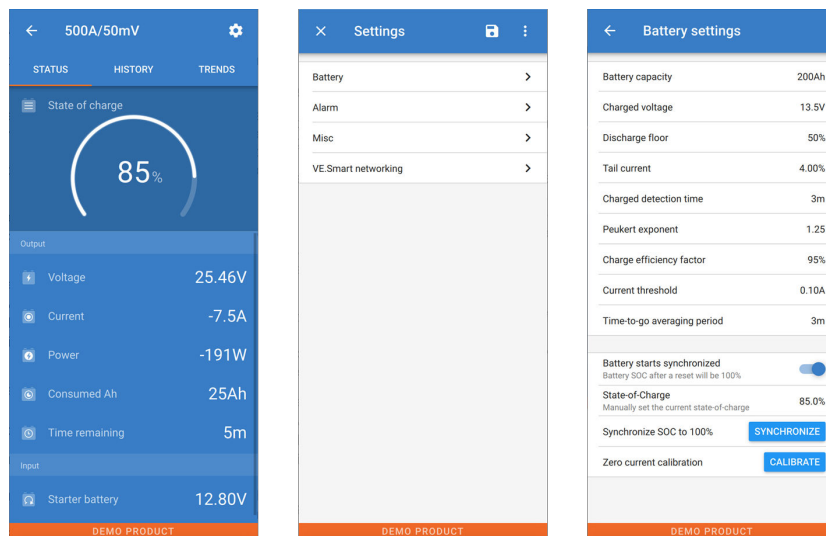 500A/50mV
STATUS HISTORY TRENDS
State of charge
85%
Output
Voltage 25.46V
Current -7.5A
Power -191W
Consumed Ah 25Ah
Time remaining 5m
Input
Starter battery 12.80V
DEMO PRODUCT
Settings
Battery
Alarm
Misc
VE.Smart networking
DEMO PRODUCT
Battery settings
Battery capacity 200Ah
Charged voltage 13.5V
Discharge floor 50%
Tail current 4.00%
Charged detection time 3m
Peukert exponent 1.25
Charge efficiency factor 95%
Current threshold 0.10A
Time-to-go averaging period 3m
Battery starts synchronized
Battery SOC after a reset will be 100%
State-of-Charge 85.0%
Manually set the current state-of-charge
Synchronize SOC to 100% SYNCHRONIZE
Zero current calibration CALIBRATE
DEMO PRODUCT